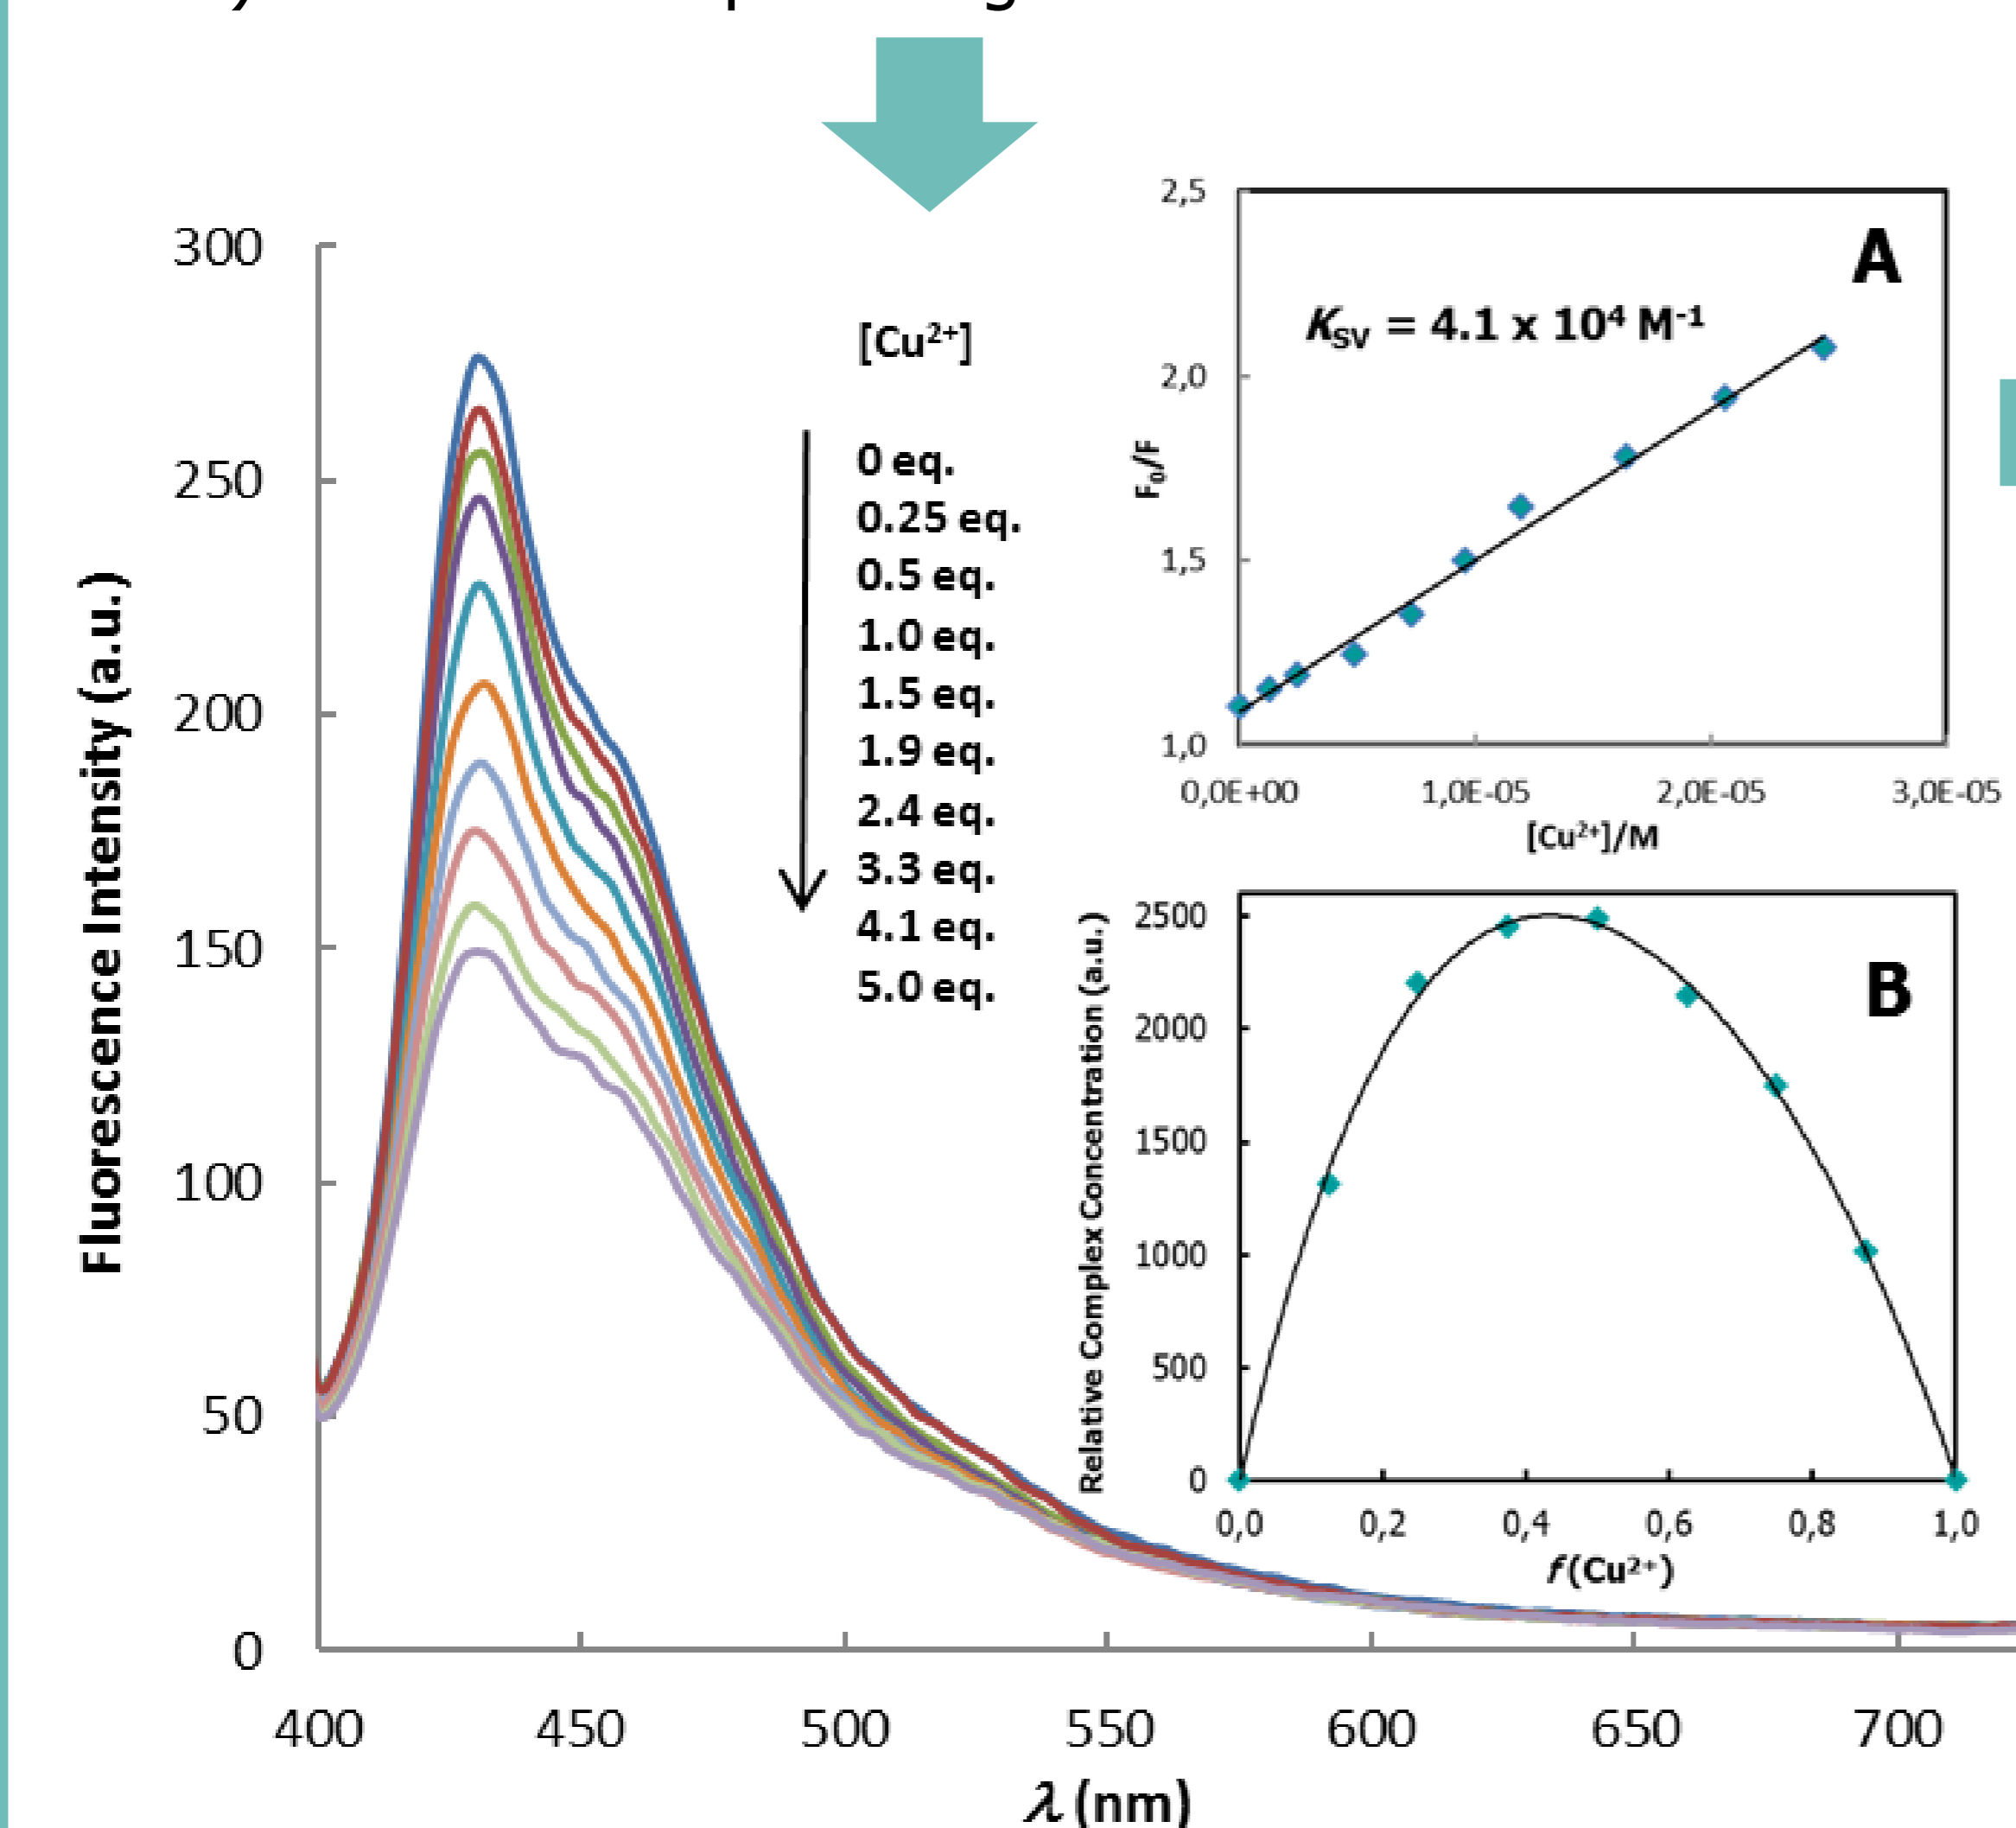 300
250
200
150
100
50
0
Fluorescence Intensity (a.u.)
400 450 500 550 600 650 700
λ (nm)
[Cu²⁺]
0 eq.
0.25 eq.
0.5 eq.
1.0 eq.
1.5 eq.
1.9 eq.
2.4 eq.
3.3 eq.
4.1 eq.
5.0 eq.
A
K_SV = 4.1 x 10⁴ M⁻¹
2,5
2,0
1,5
1,0
F₀/F
0,0E+00 1,0E-05 2,0E-05 3,0E-05
[Cu²⁺]/M
B
2500
2000
1500
1000
500
0
Relative Complex Concentration (a.u.)
0,0 0,2 0,4 0,6 0,8 1,0
f(Cu²⁺)